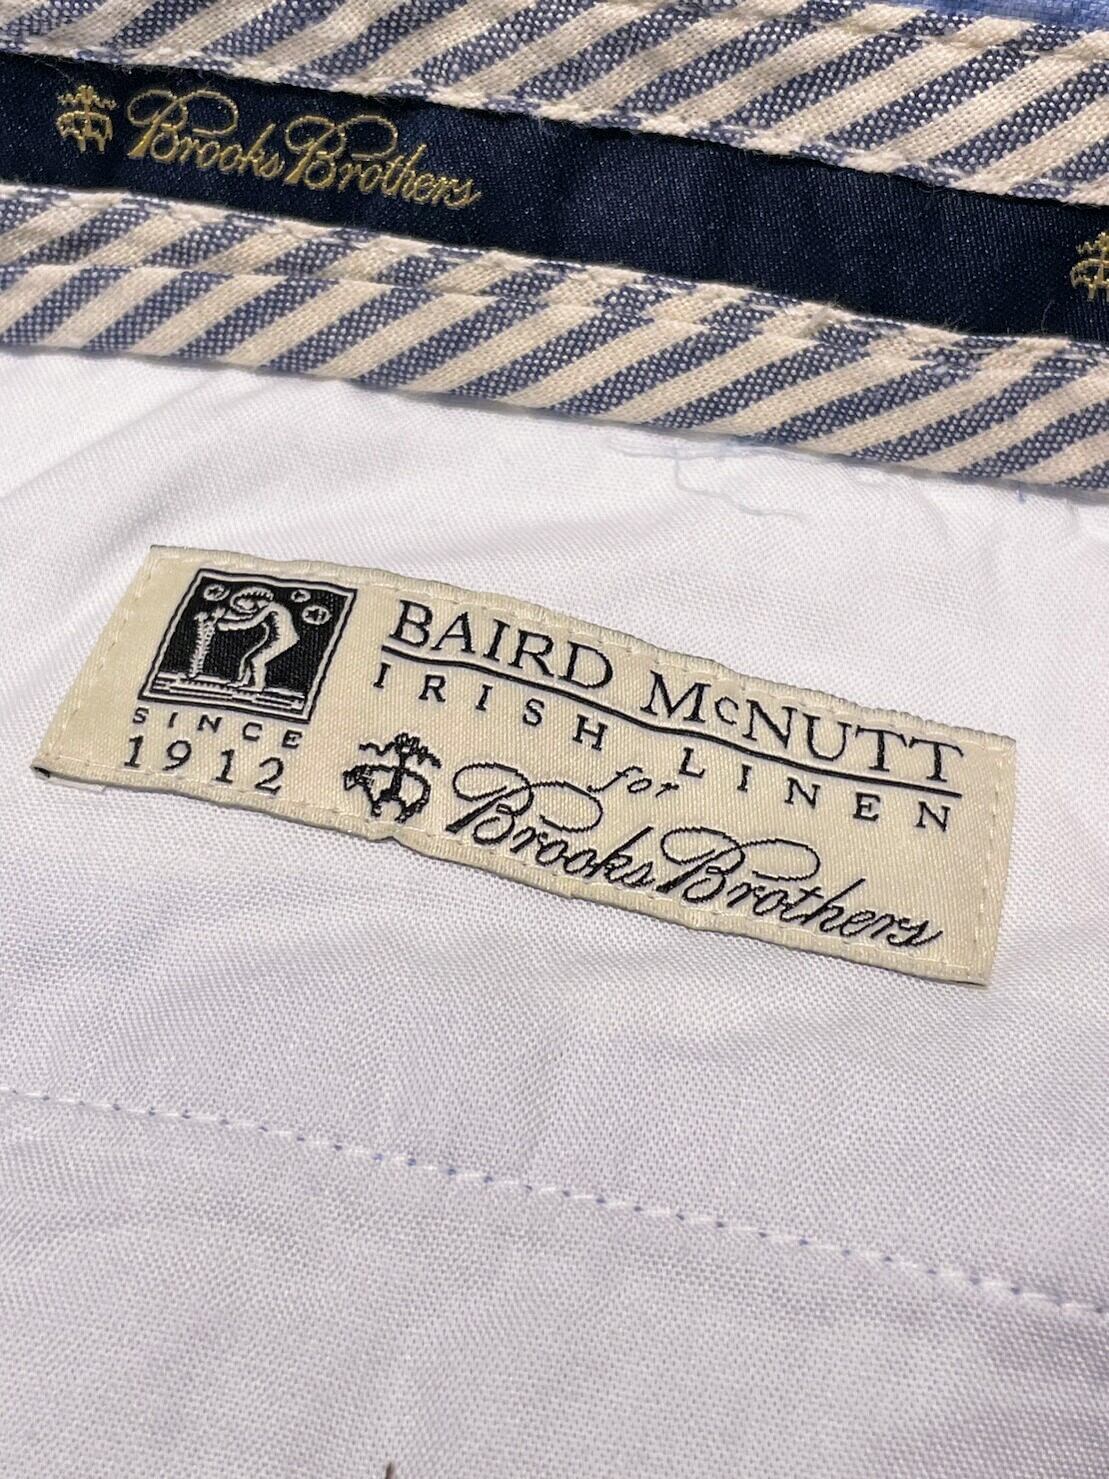 Brooks Brothers
BAIRD McNUTT
IRISH LINEN
for
Brooks Brothers
SINCE
1912